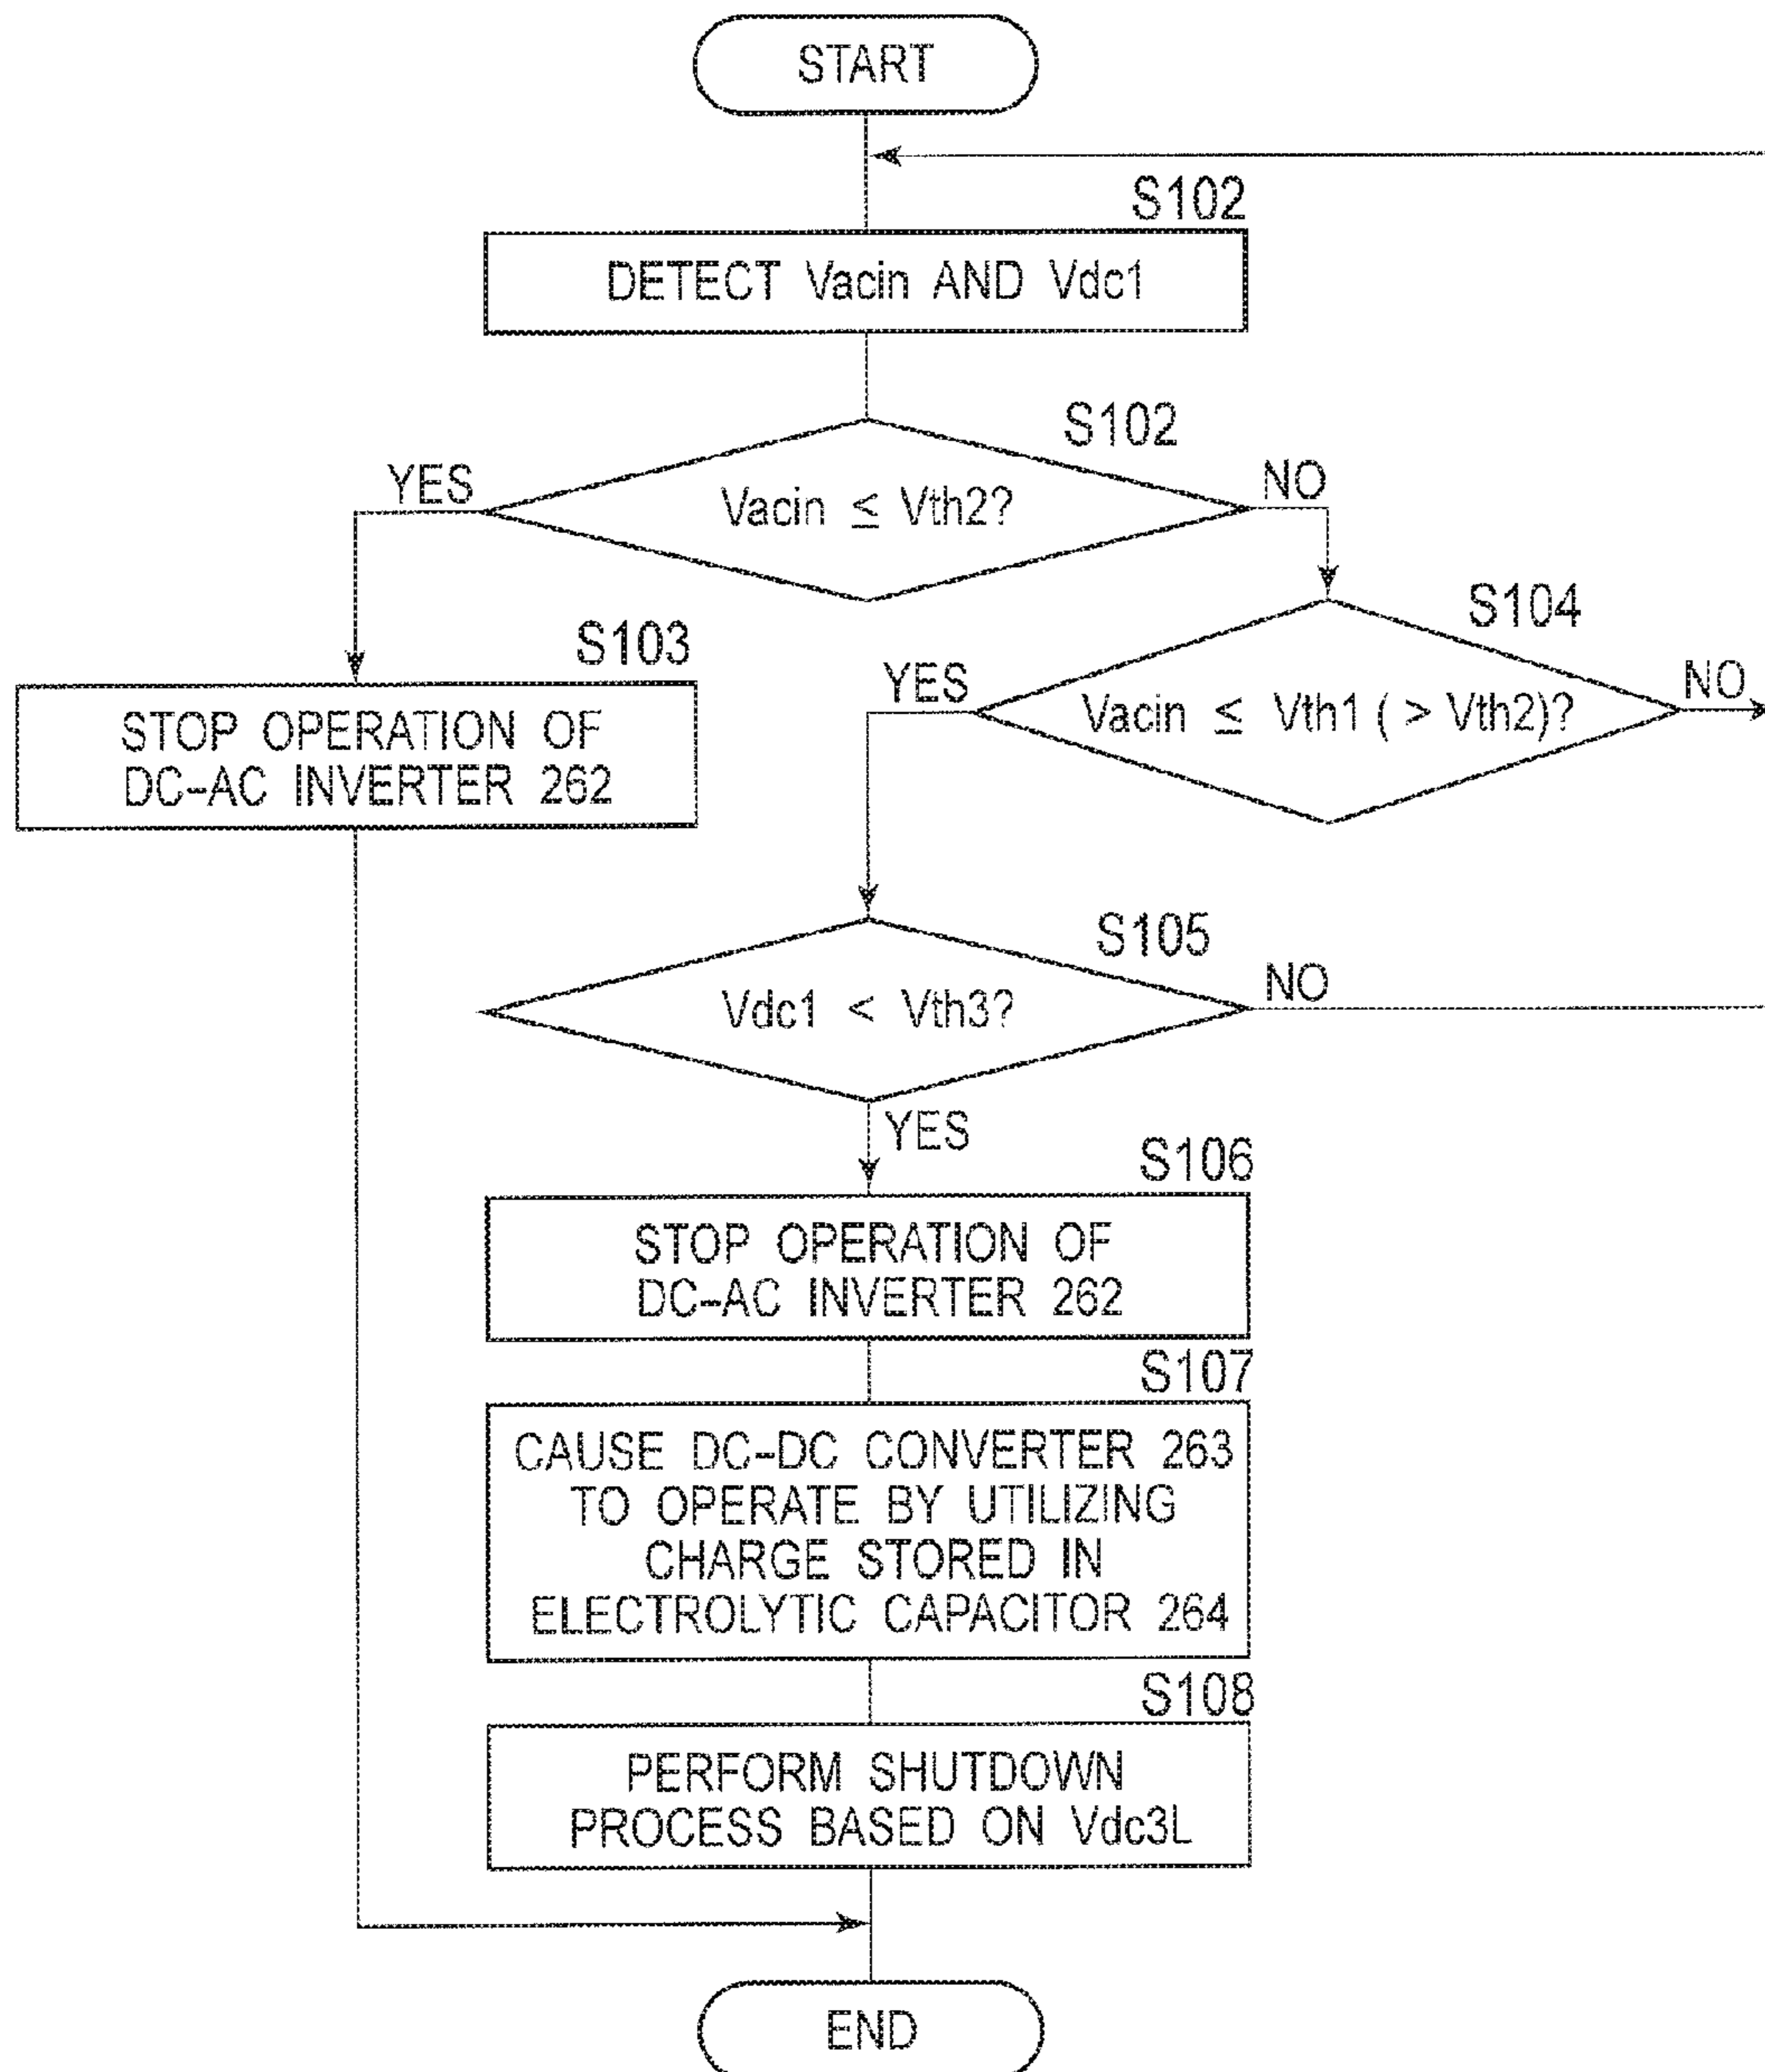 START
S102
DETECT Vacin AND Vdc1
S102
YES
Vacin ≤ Vth2?
NO
S104
S103
YES
Vacin ≤ Vth1 ( > Vth2)?
NO
STOP OPERATION OF
DC-AC INVERTER 262
S105
Vdc1 < Vth3?
NO
YES
S106
STOP OPERATION OF
DC-AC INVERTER 262
S107
CAUSE DC-DC CONVERTER 263
TO OPERATE BY UTILIZING
CHARGE STORED IN
ELECTROLYTIC CAPACITOR 264
S108
PERFORM SHUTDOWN
PROCESS BASED ON Vdc3L
END